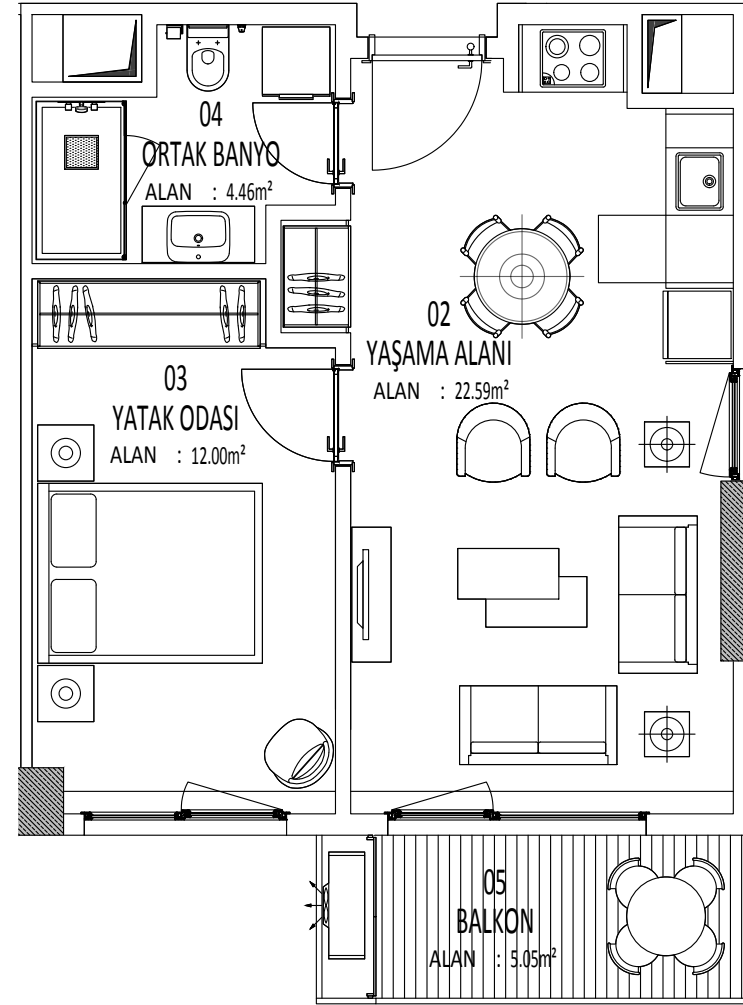 04
ORTAK BANYO
ALAN : 4.46m²
02
YAŞAMA ALANI
ALAN : 22.59m²
03
YATAK ODASI
ALAN : 12.00m²
05
BALKON
ALAN : 5.05m²